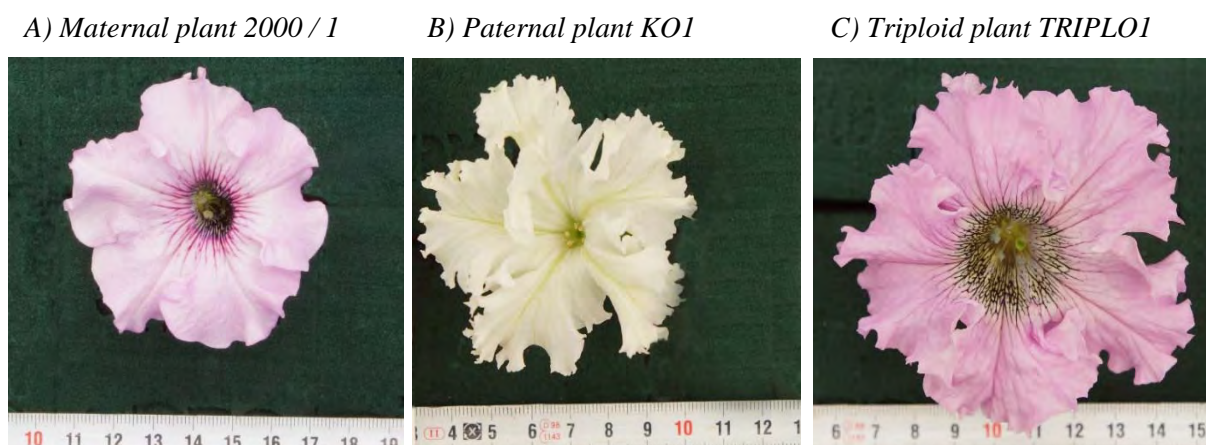 A) Maternal plant 2000 / 1
B) Paternal plant KO1
C) Triploid plant TRIPLO1
10 11 12 13 14 15 16 17 18 19
4 5 6 7 8 9 10 11 12
6 7 8 9 10 11 12 13 14 15